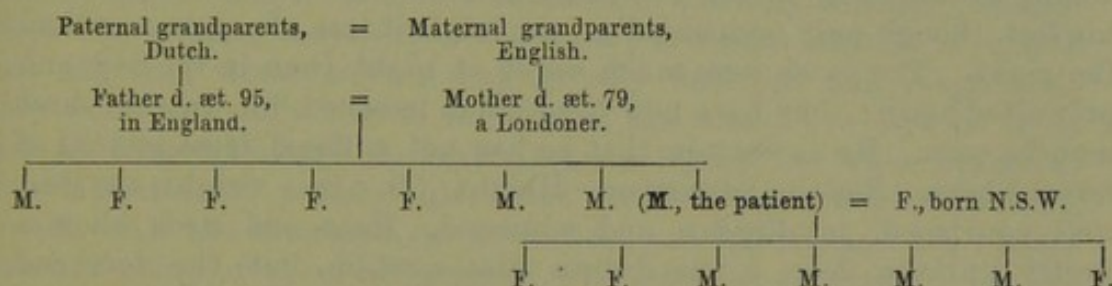 Paternal grandparents, = Maternal grandparents,
Dutch. English.
Father d. æt. 95, = Mother d. æt. 79,
in England. a Londoner.
M. F. F. F. F. M. M. (M., the patient) = F., born N.S.W.
F. F. M. M. M. M. F.